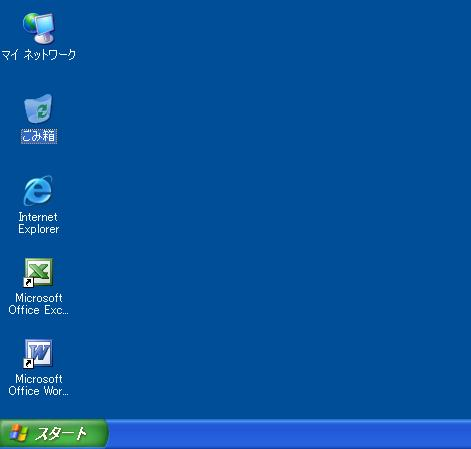 マイ ネットワーク
ごみ箱
Internet
Explorer
Microsoft
Office Exc...
Microsoft
Office Wor...
スタート